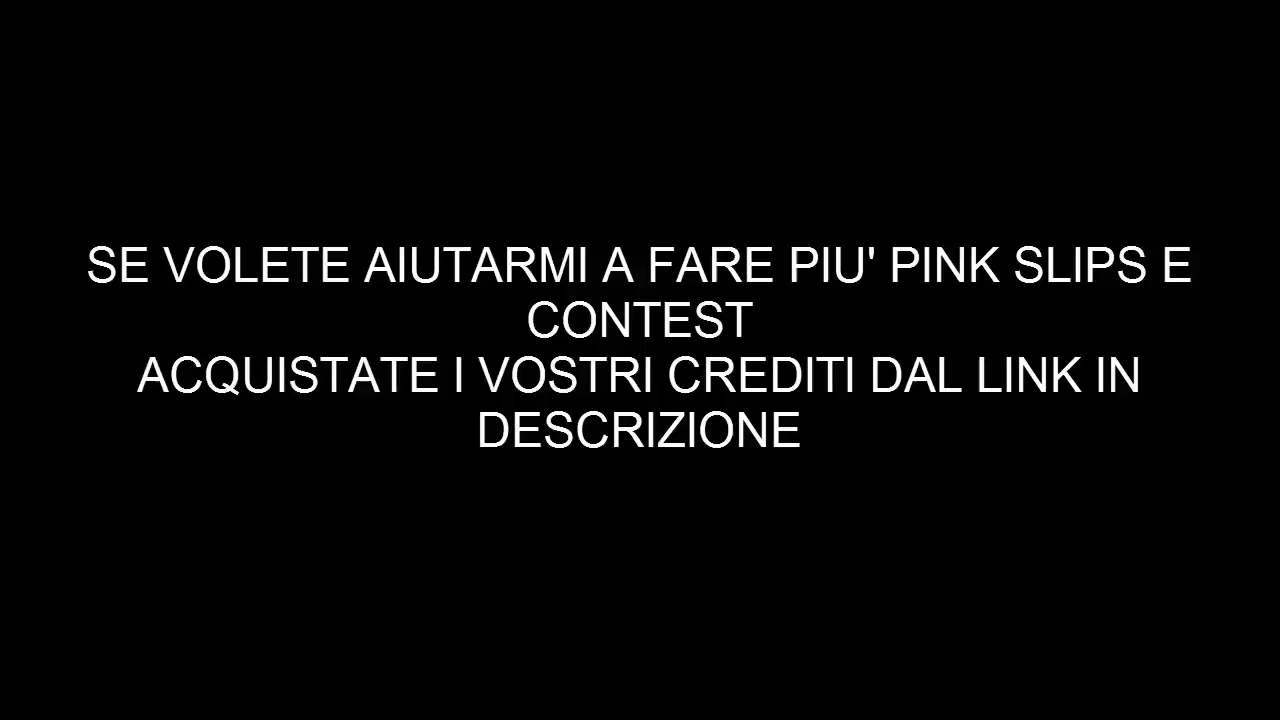 SE VOLETE AIUTARMI A FARE PIU' PINK SLIPS E
CONTEST
ACQUISTATE I VOSTRI CREDITI DAL LINK IN
DESCRIZIONE